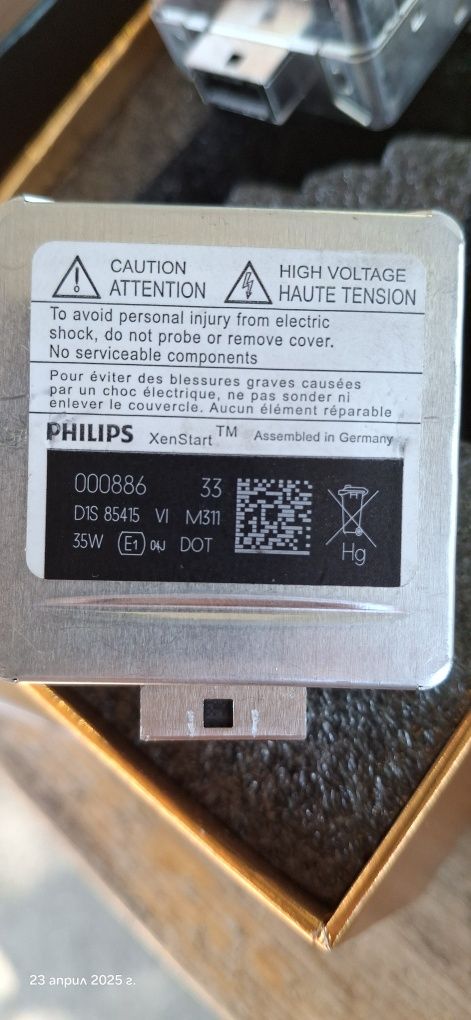 CAUTION
ATTENTION
HIGH VOLTAGE
HAUTE TENSION
To avoid personal injury from electric
shock, do not probe or remove cover.
No serviceable components
Pour éviter des blessures graves causées
par un choc électrique, ne pas sonder ni
enlever le couvercle. Aucun élément réparable
PHILIPS XenStart™ Assembled in Germany
000886 33
D1S 85415 VI M311
35W E1 04J DOT
Hg
23 април 2025 г.